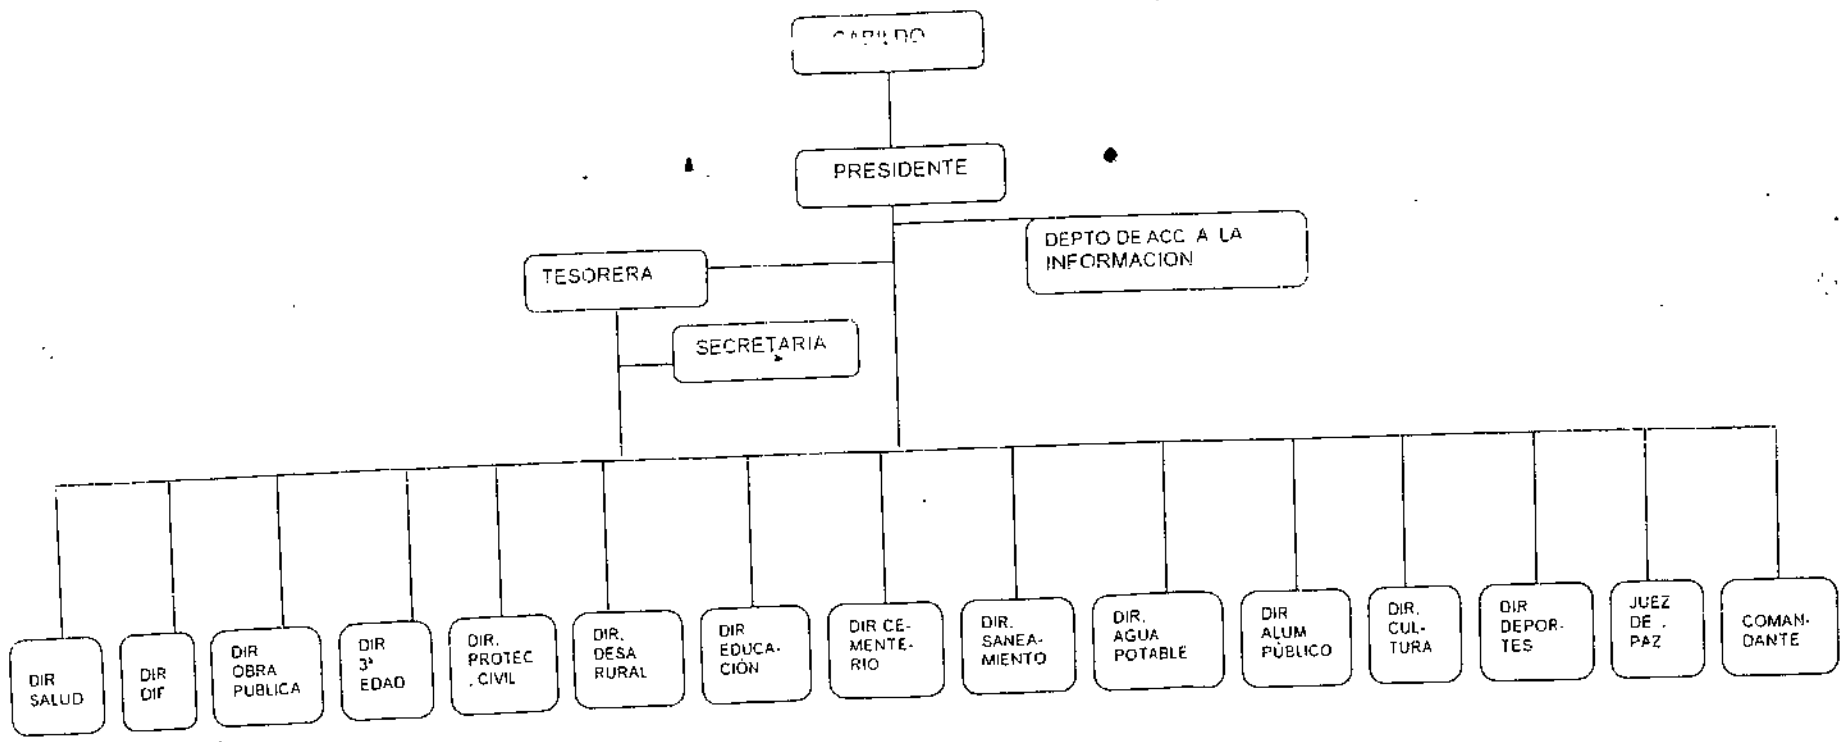 CABILDO
PRESIDENTE
DEPTO DE ACC A LA
INFORMACION
TESORERA
SECRETARIA
DIR
SALUD
DIR
DIF
DIR
OBRA
PUBLICA
DIR
3ª
EDAD
DIR.
PROTEC
. CIVIL
DIR.
DESA
RURAL
DIR
EDUCA-
CIÓN
DIR CE-
MENTE-
RIO
DIR.
SANEA-
MIENTO
DIR.
AGUA
POTABLE
DIR
ALUM
PÚBLICO
DIR.
CUL-
TURA
DIR
DEPOR-
TES
JUEZ
DE .
PAZ
COMAN-
DANTE